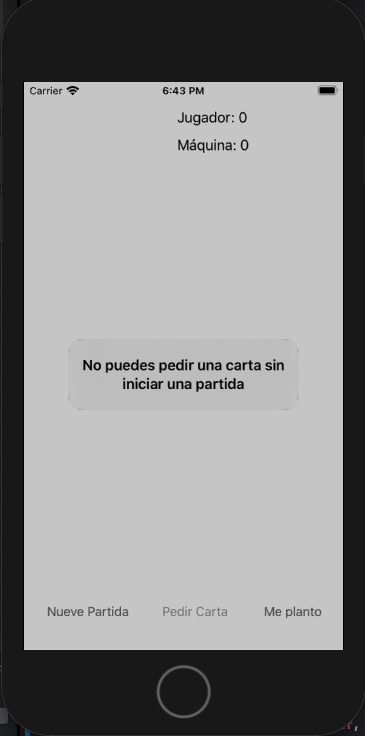 Carrier 6:43 PM
Jugador: 0
Máquina: 0
No puedes pedir una carta sin
iniciar una partida
Nueve Partida Pedir Carta Me planto